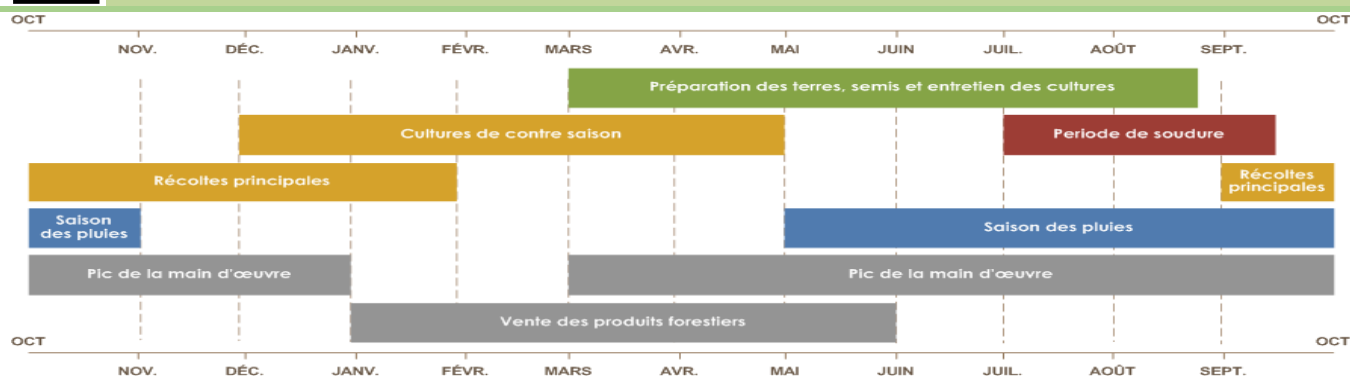 OCT OCT
NOV. DÉC. JANV. FÉVR. MARS AVR. MAI JUIN JUIL. AOÛT SEPT.
Préparation des terres, semis et entretien des cultures
Cultures de contre saison Periode de soudure
Récoltes principales Récoltes
principales
Saison
des pluies Saison des pluies
Pic de la main d'œuvre Pic de la main d'œuvre
Vente des produits forestiers
OCT OCT
NOV. DÉC. JANV. FÉVR. MARS AVR. MAI JUIN JUIL. AOÛT SEPT.